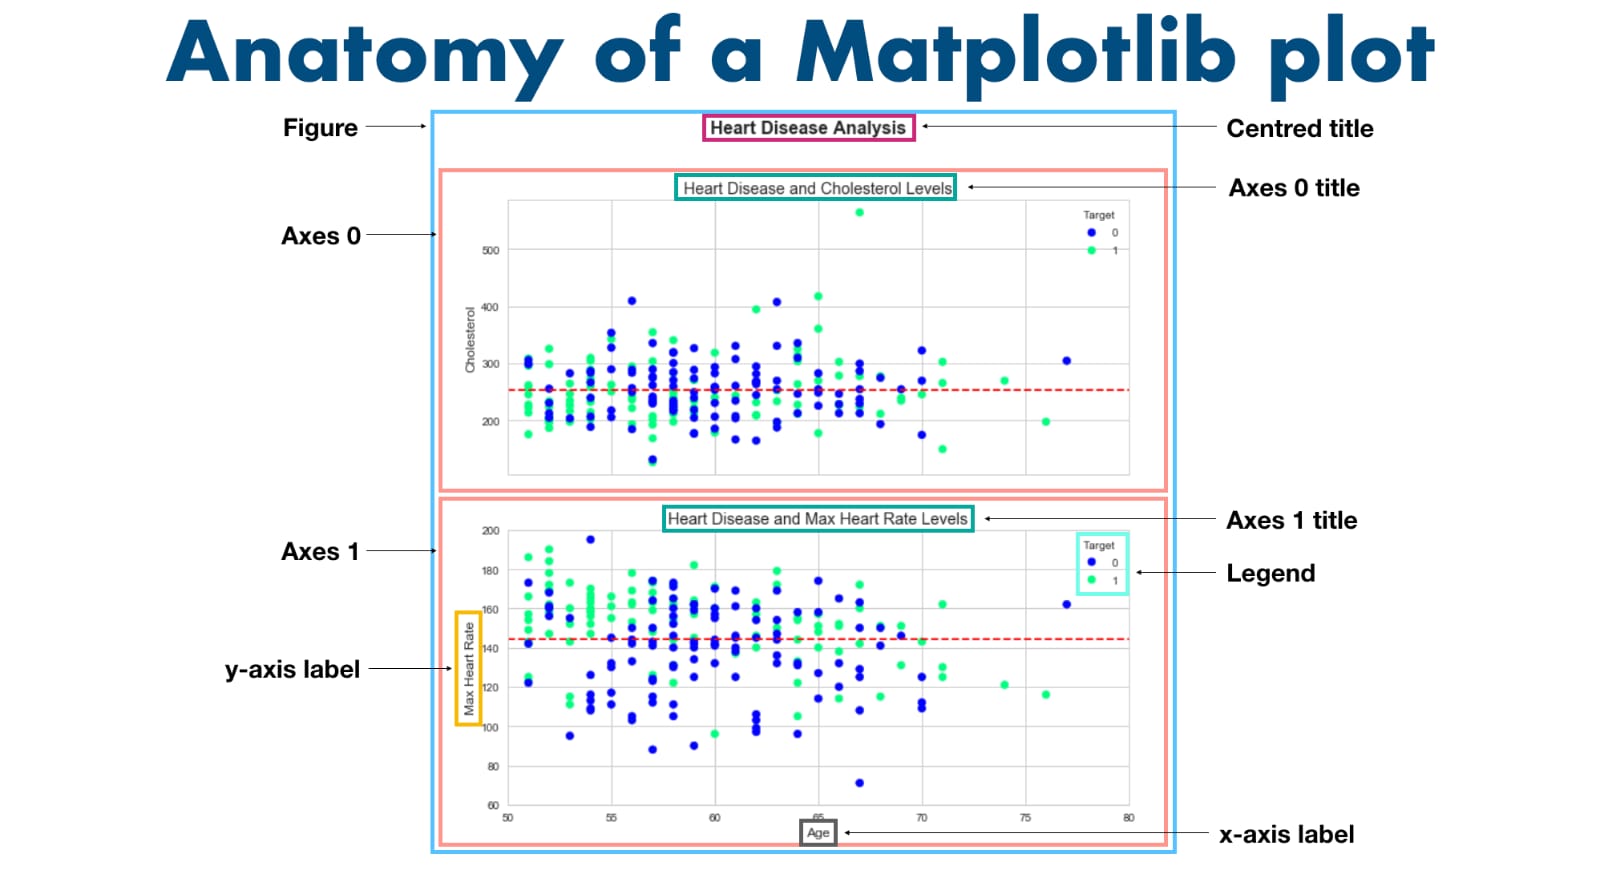 Anatomy of a Matplotlib plot
Figure
Heart Disease Analysis
Centred title
Heart Disease and Cholesterol Levels
Axes 0 title
Axes 0
Target
0
1
500
400
300
200
Cholesterol
Heart Disease and Max Heart Rate Levels
Axes 1 title
Axes 1
Target
0
1
Legend
200
180
160
140
120
100
80
60
y-axis label
Max Heart Rate
50 55 60 65 70 75 80
Age
x-axis label